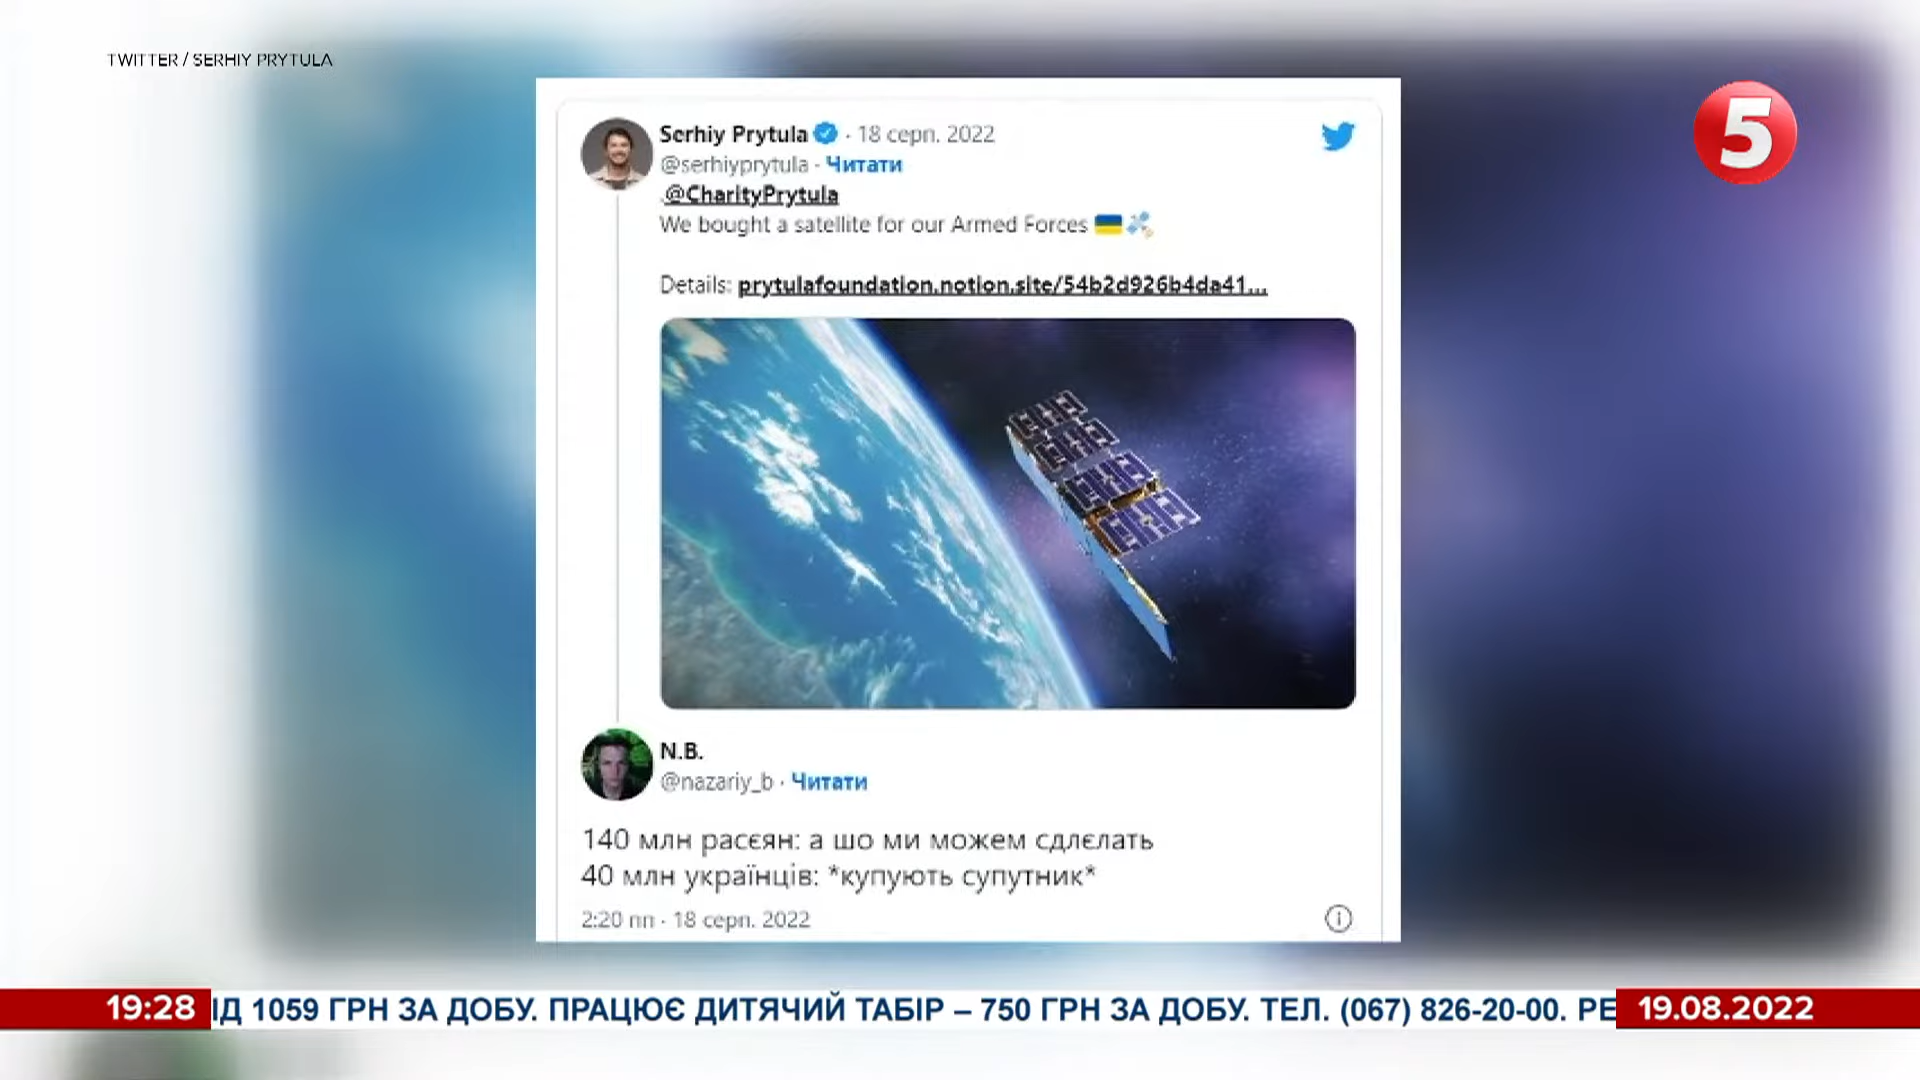 TWITTER / SERHIY PRYTULA
5
Serhiy Prytula · 18 серп. 2022
@serhiyprytula · Читати
.@CharityPrytula
We bought a satellite for our Armed Forces 🇺🇦🛰️
Details: prytulafoundation.notion.site/54b2d926b4da41...
N.B.
@nazariy_b · Читати
140 млн расєян: а шо ми можем сдлєлать
40 млн українців: *купують супутник*
2:20 пп · 18 серп. 2022
19:28
ІД 1059 ГРН ЗА ДОБУ. ПРАЦЮЄ ДИТЯЧИЙ ТАБІР – 750 ГРН ЗА ДОБУ. ТЕЛ. (067) 826-20-00. РЕ
19.08.2022